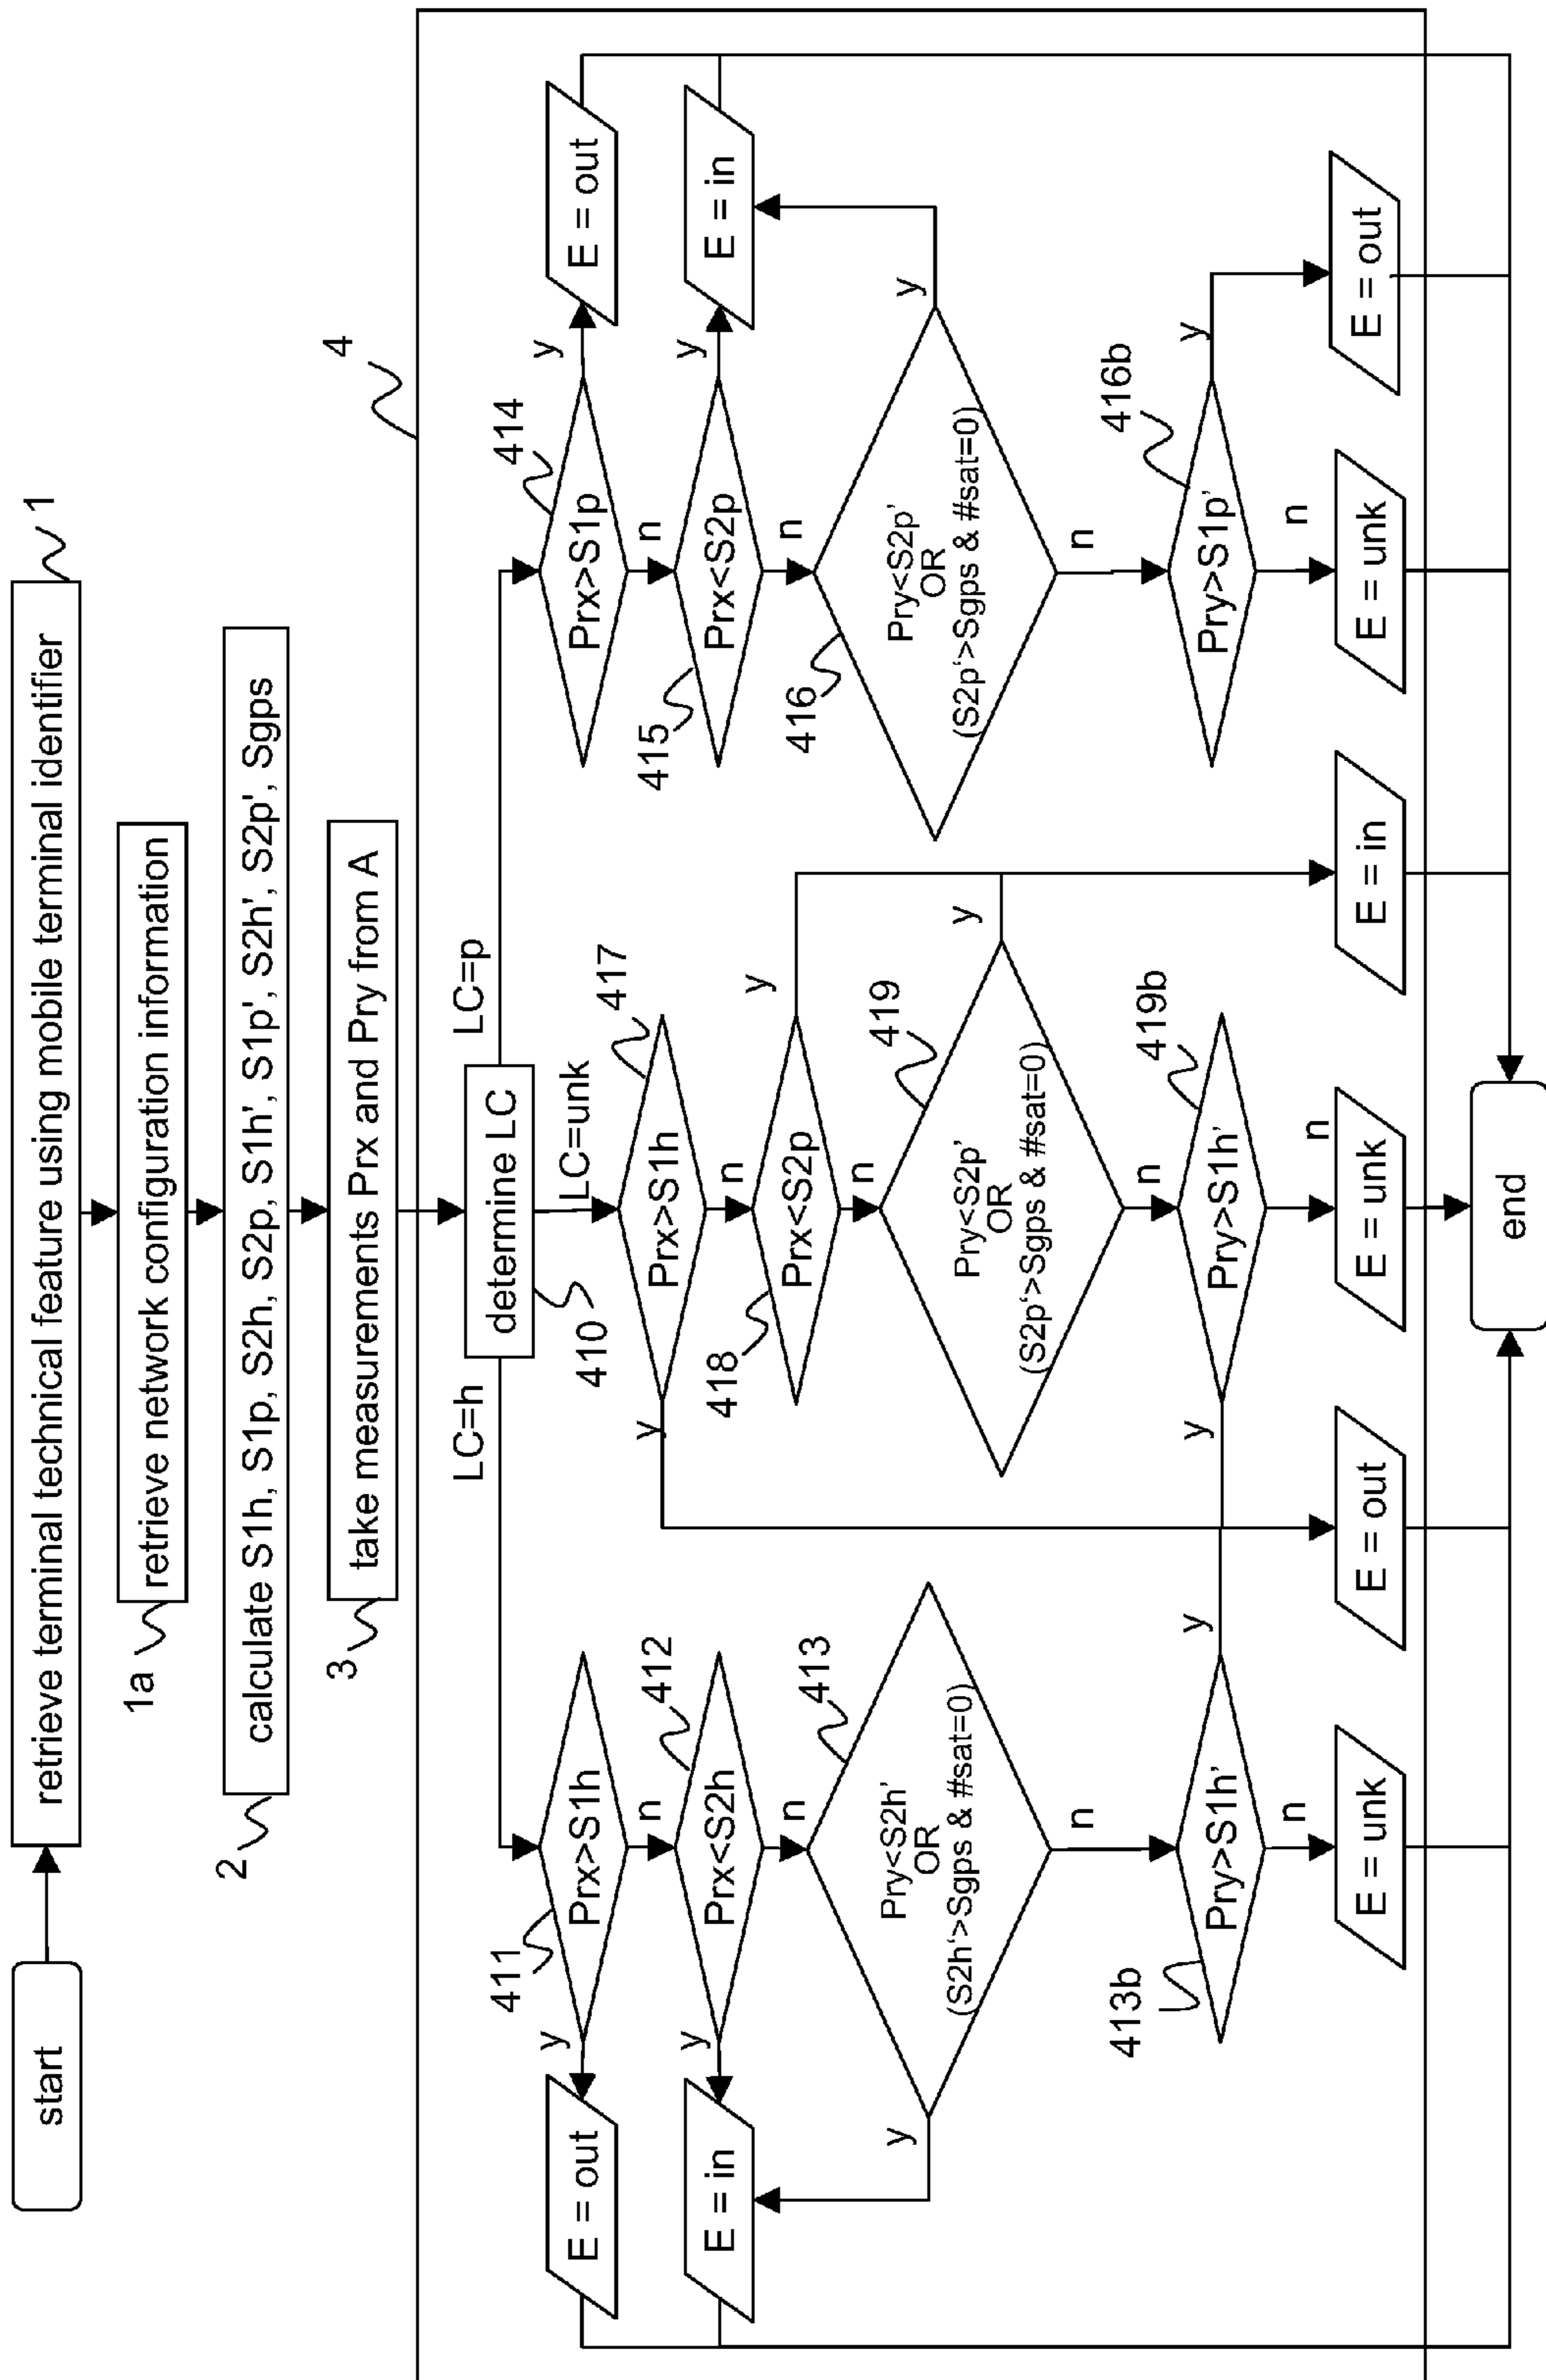 start
retrieve terminal technical feature using mobile terminal identifier
1
retrieve network configuration information
1a
calculate S1h, S1p, S2h, S2p, S1h', S1p', S2h', S2p', Sgps
2
take measurements Prx and Pry from A
3
4
determine LC
410
LC=h
LC=unk
LC=p
Prx>S1h
411
y
n
E = out
Prx<S2h
412
y
n
E = in
Pry<S2h'
OR
(S2h'>Sgps & #sat=0)
413
y
n
Pry>S1h'
413b
y
n
E = unk
E = out
Prx>S1h
417
y
n
Prx<S2p
418
y
n
Pry<S2p'
OR
(S2p'>Sgps & #sat=0)
419
y
n
Pry>S1h'
419b
y
n
E = unk
E = in
Prx>S1p
414
y
n
E = out
Prx<S2p
415
y
n
E = in
Pry<S2p'
OR
(S2p'>Sgps & #sat=0)
416
y
n
Pry>S1p'
416b
y
n
E = unk
E = out
end